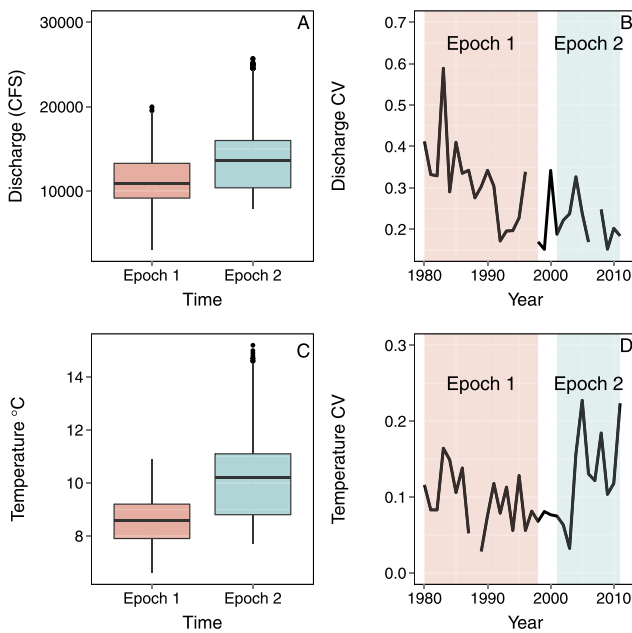 A
30000
20000
10000
Discharge (CFS)
Epoch 1 Epoch 2
Time
B
0.7
0.6
0.5
0.4
0.3
0.2
Discharge CV
Epoch 1 Epoch 2
1980 1990 2000 2010
Year
C
14
12
10
8
Temperature °C
Epoch 1 Epoch 2
Time
D
0.3
0.2
0.1
0.0
Temperature CV
Epoch 1 Epoch 2
1980 1990 2000 2010
Year